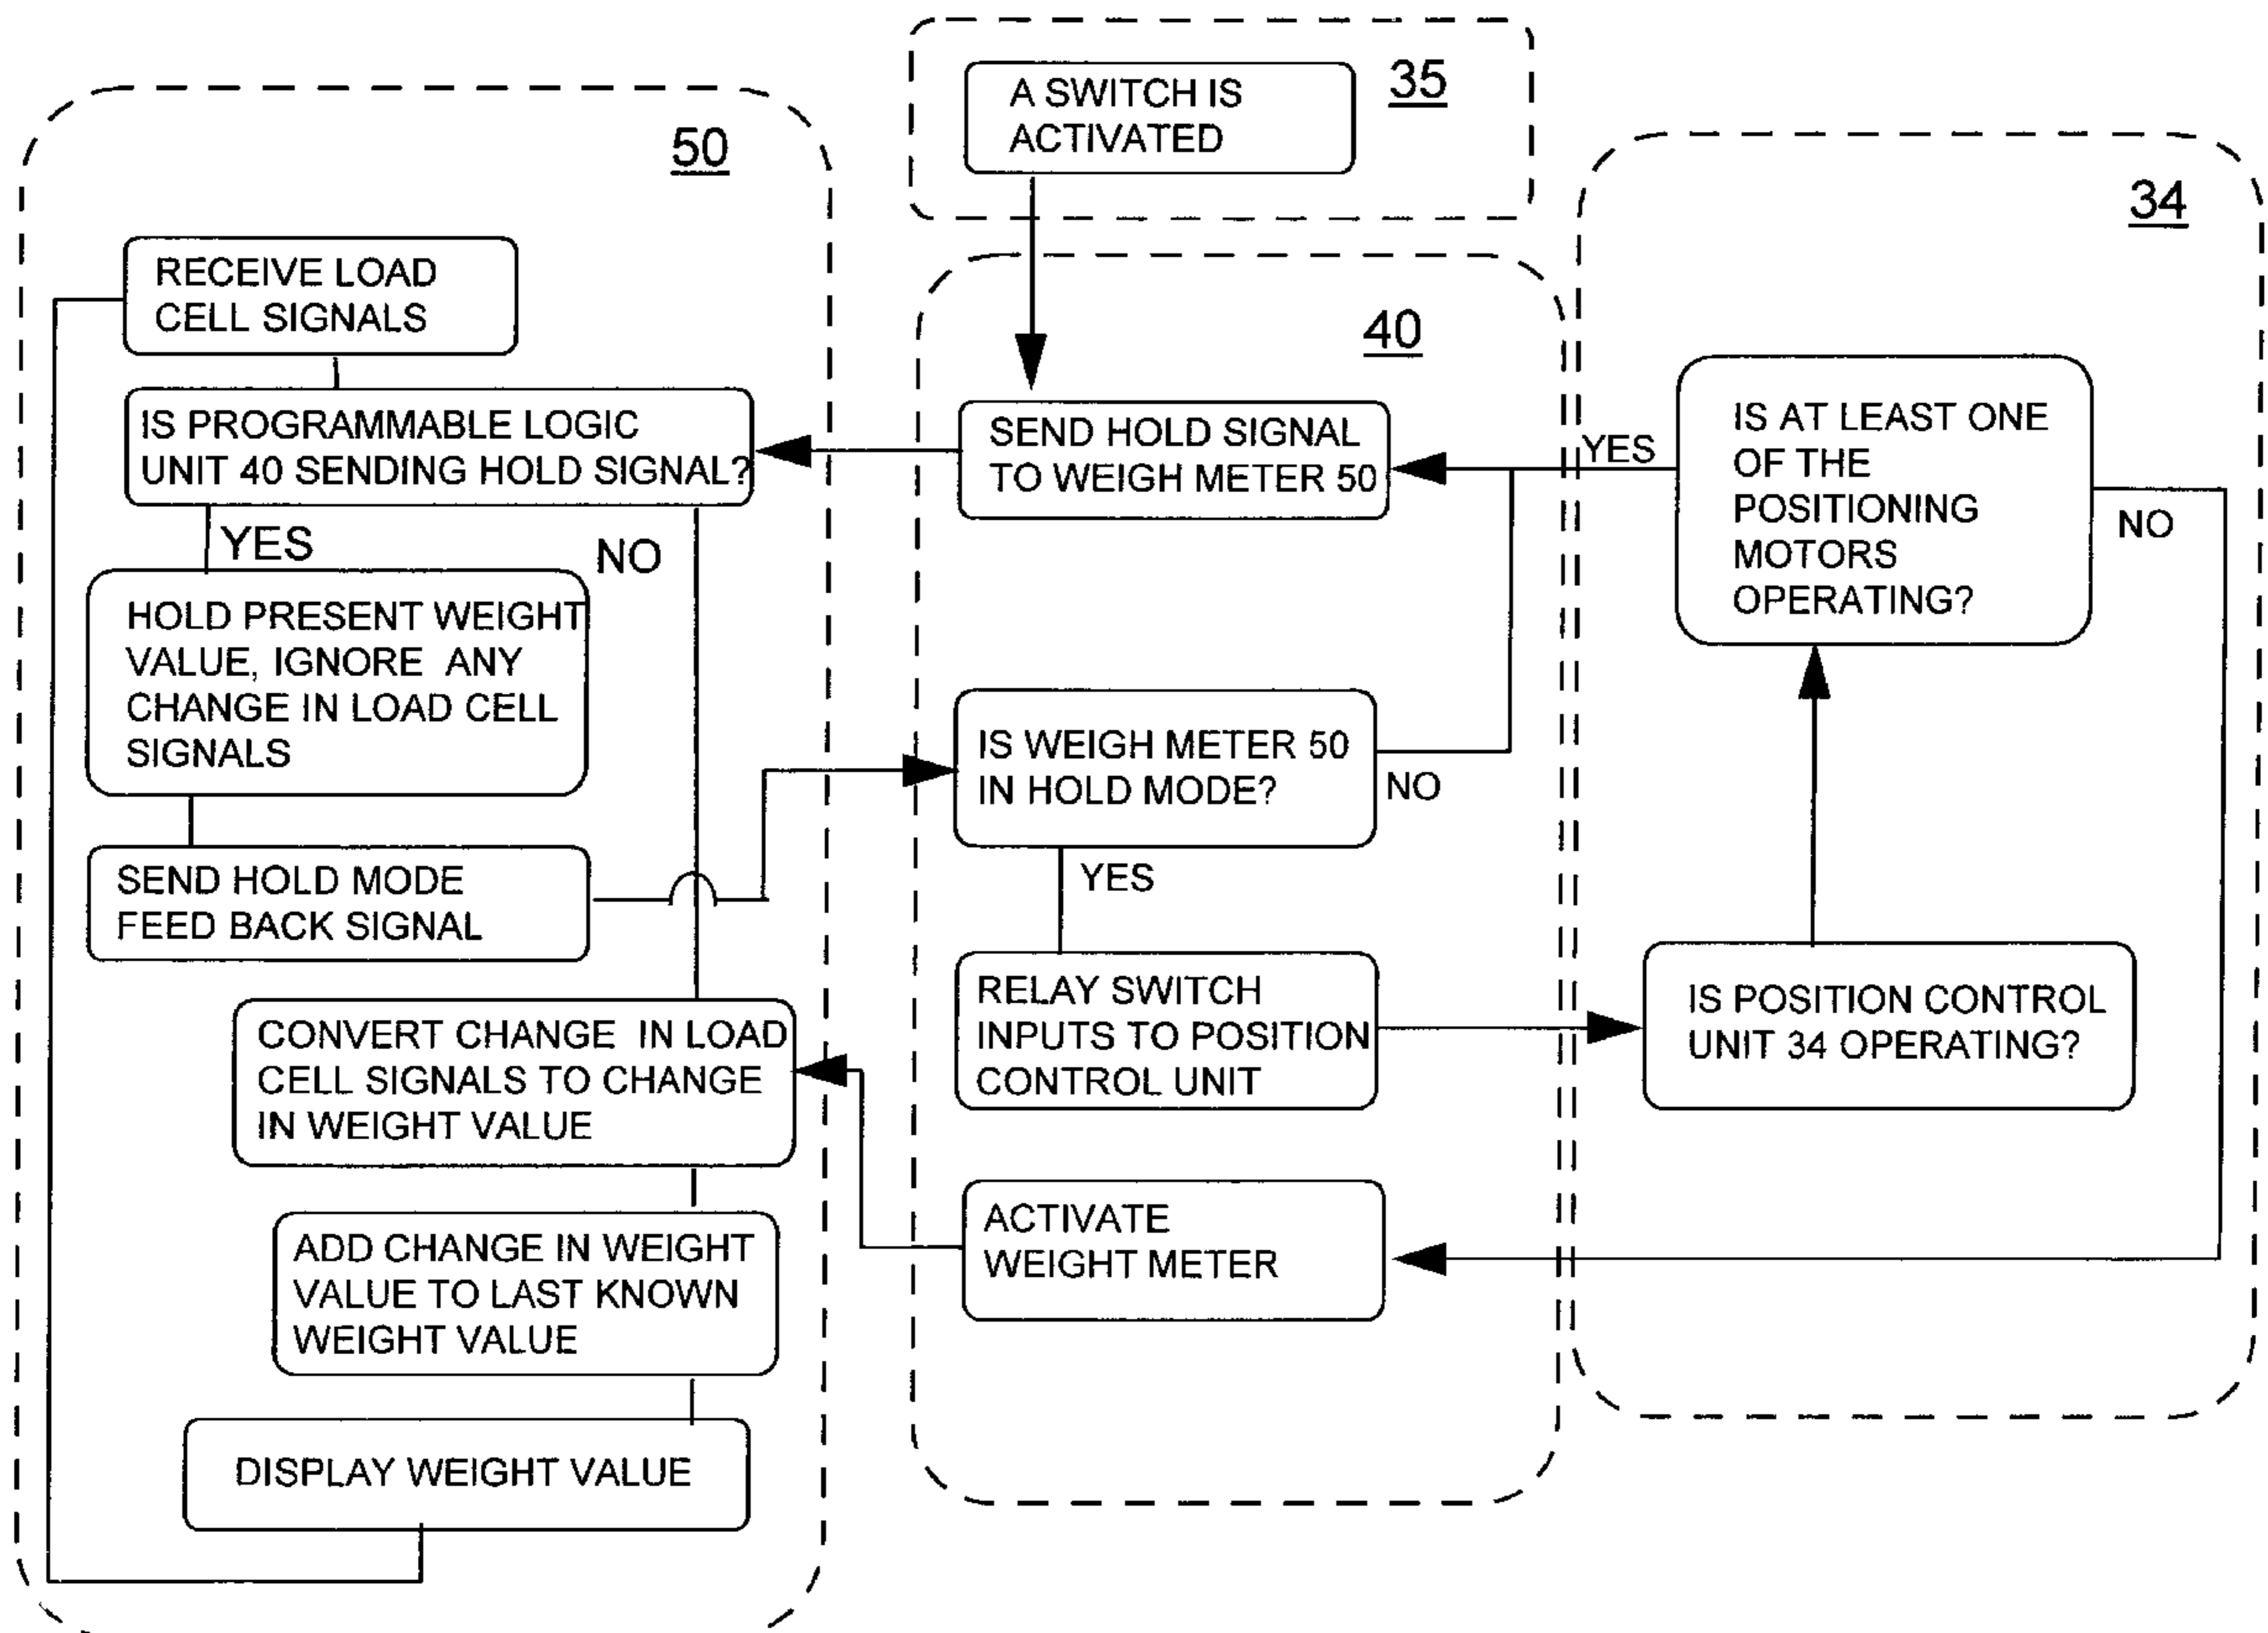 35
A SWITCH IS
ACTIVATED
50
RECEIVE LOAD
CELL SIGNALS
IS PROGRAMMABLE LOGIC
UNIT 40 SENDING HOLD SIGNAL?
YES
NO
HOLD PRESENT WEIGHT
VALUE, IGNORE ANY
CHANGE IN LOAD CELL
SIGNALS
SEND HOLD MODE
FEED BACK SIGNAL
CONVERT CHANGE IN LOAD
CELL SIGNALS TO CHANGE
IN WEIGHT VALUE
ADD CHANGE IN WEIGHT
VALUE TO LAST KNOWN
WEIGHT VALUE
DISPLAY WEIGHT VALUE
40
SEND HOLD SIGNAL
TO WEIGH METER 50
IS WEIGH METER 50
IN HOLD MODE?
NO
YES
RELAY SWITCH
INPUTS TO POSITION
CONTROL UNIT
ACTIVATE
WEIGHT METER
34
YES
IS AT LEAST ONE
OF THE
POSITIONING
MOTORS
OPERATING?
NO
IS POSITION CONTROL
UNIT 34 OPERATING?